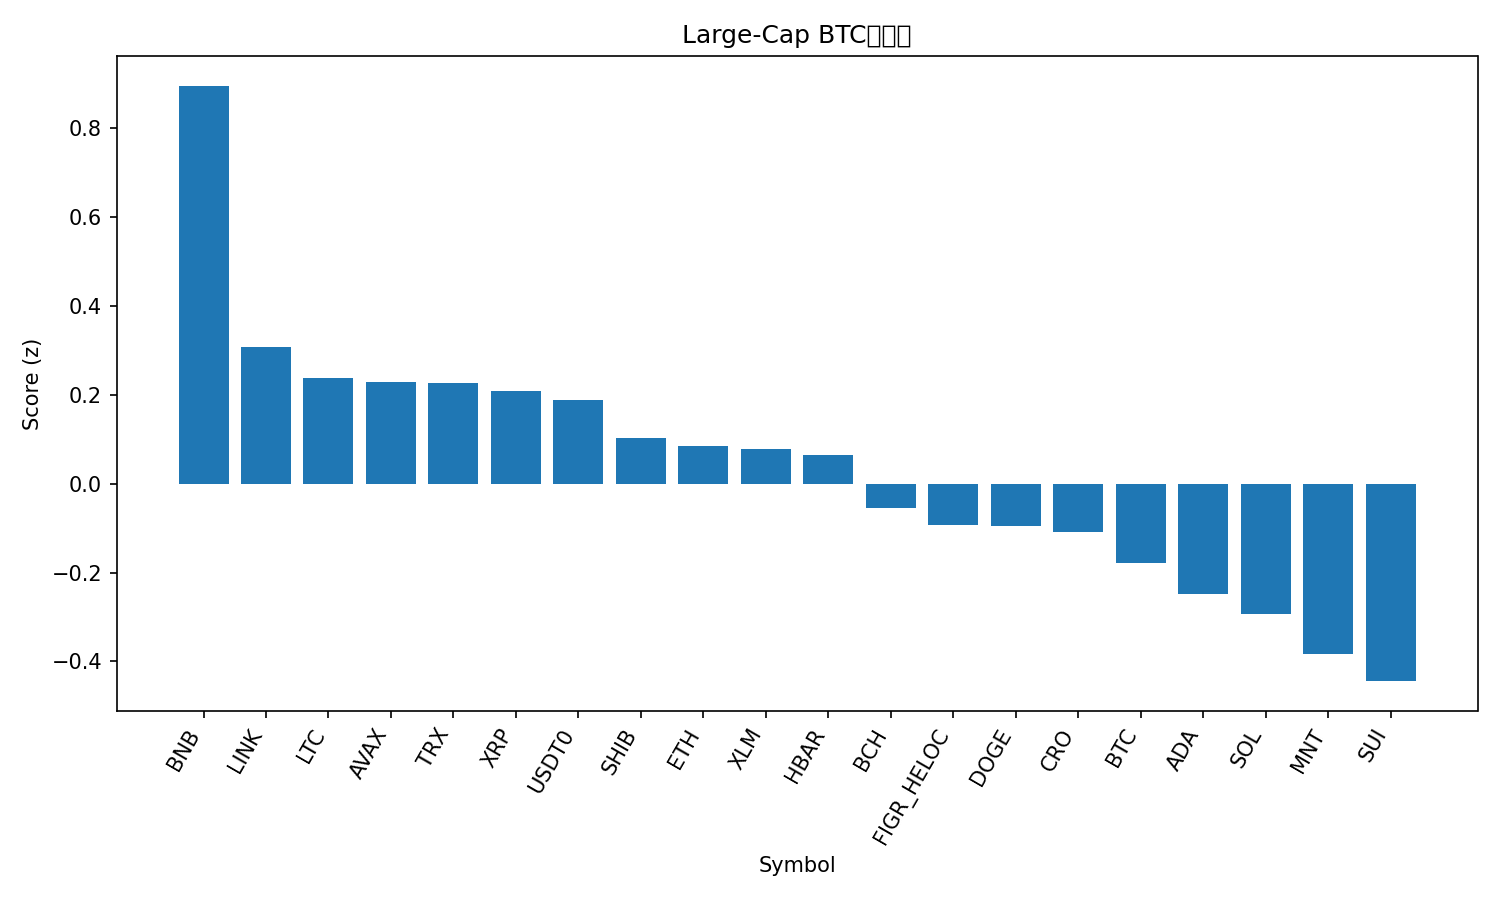 Large-Cap BTC
Score (z)
0.8
0.6
0.4
0.2
0.0
−0.2
−0.4
BNB
LINK
LTC
AVAX
TRX
XRP
USDT0
SHIB
ETH
XLM
HBAR
BCH
FIGR_HELOC
DOGE
CRO
BTC
ADA
SOL
MNT
SUI
Symbol